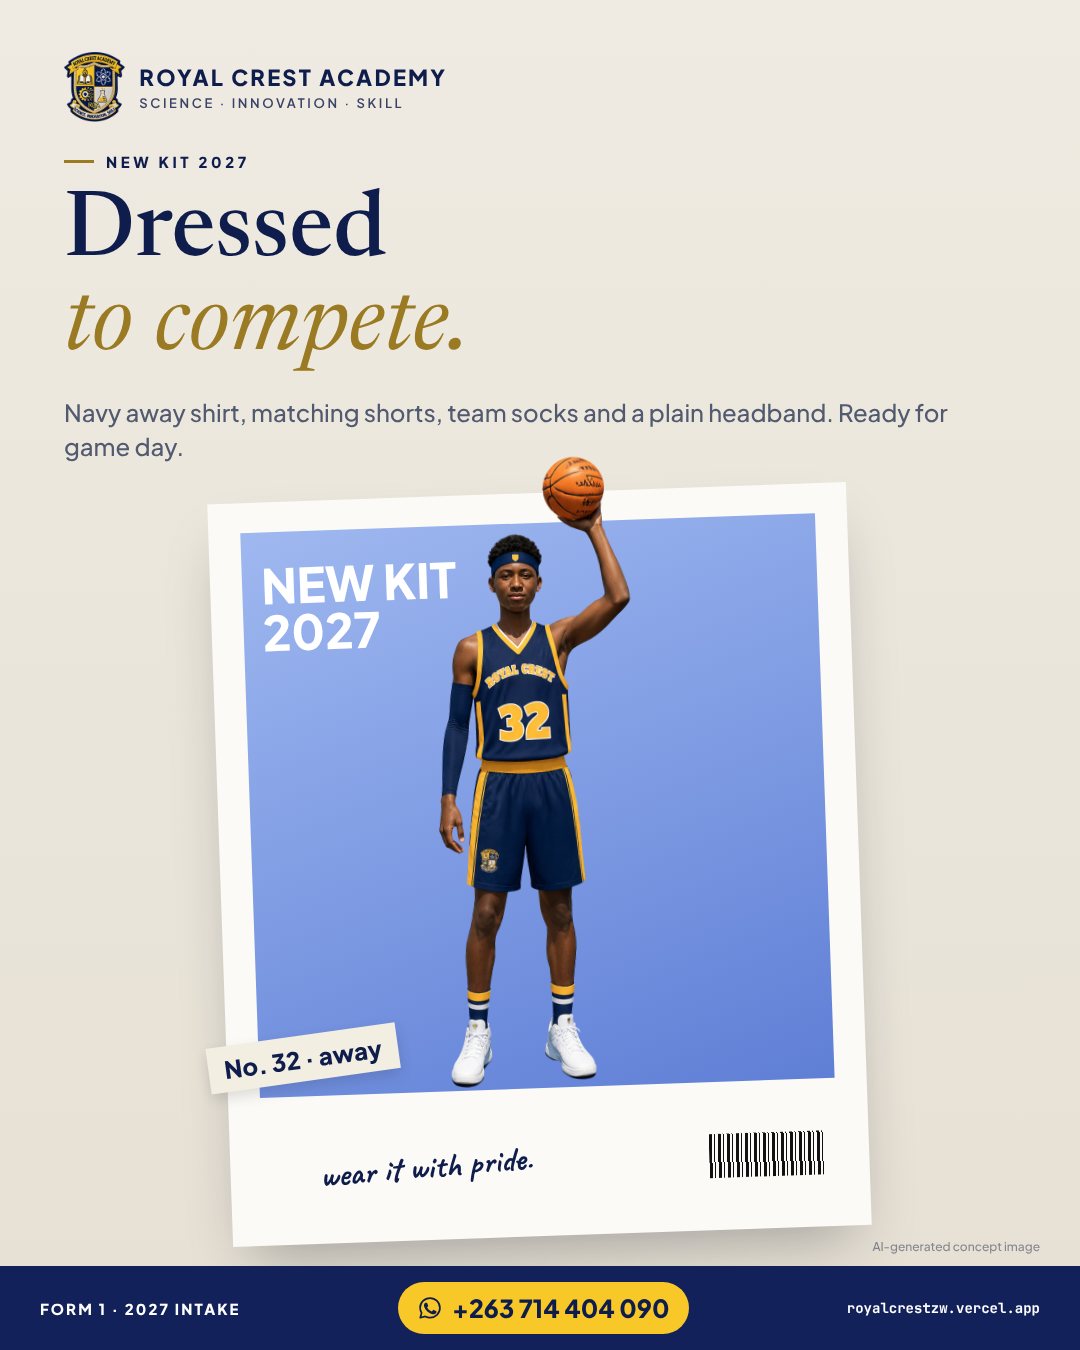 ROYAL CREST ACADEMY
SCIENCE · INNOVATION · SKILL
NEW KIT 2027
Dressed
to compete.
Navy away shirt, matching shorts, team socks and a plain headband. Ready for
game day.
NEW KIT
2027
ROYAL CREST
32
No. 32 · away
wear it with pride.
AI-generated concept image
FORM 1 · 2027 INTAKE
+263 714 404 090
royalcrestzw.vercel.app